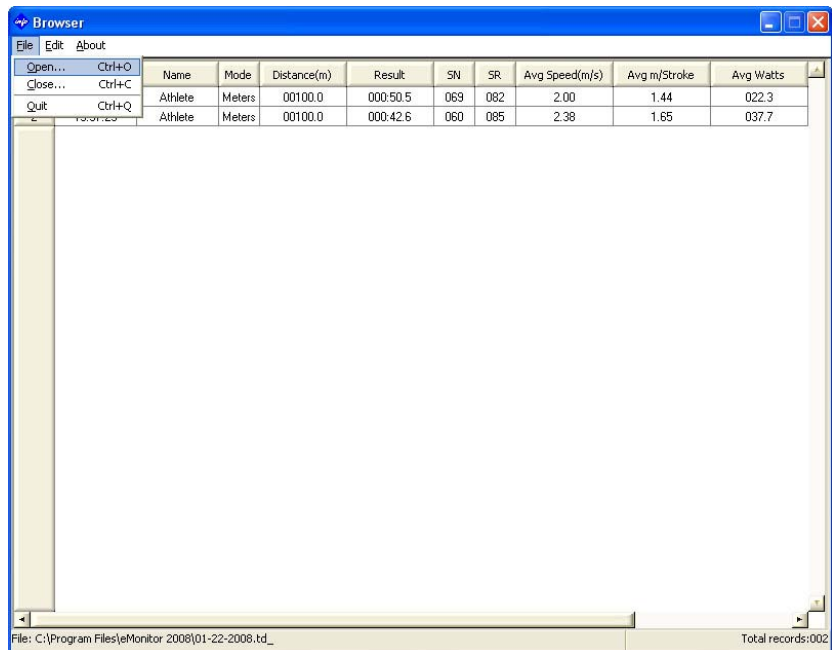 Browser
File Edit About
Open... Ctrl+O
Close... Ctrl+C
Quit Ctrl+Q
Name Mode Distance(m) Result SN SR Avg Speed(m/s) Avg m/Stroke Avg Watts
Athlete Meters 00100.0 000:50.5 069 082 2.00 1.44 022.3
Athlete Meters 00100.0 000:42.6 060 085 2.38 1.65 037.7
File: C:\Program Files\eMonitor 2008\01-22-2008.td_ Total records:002